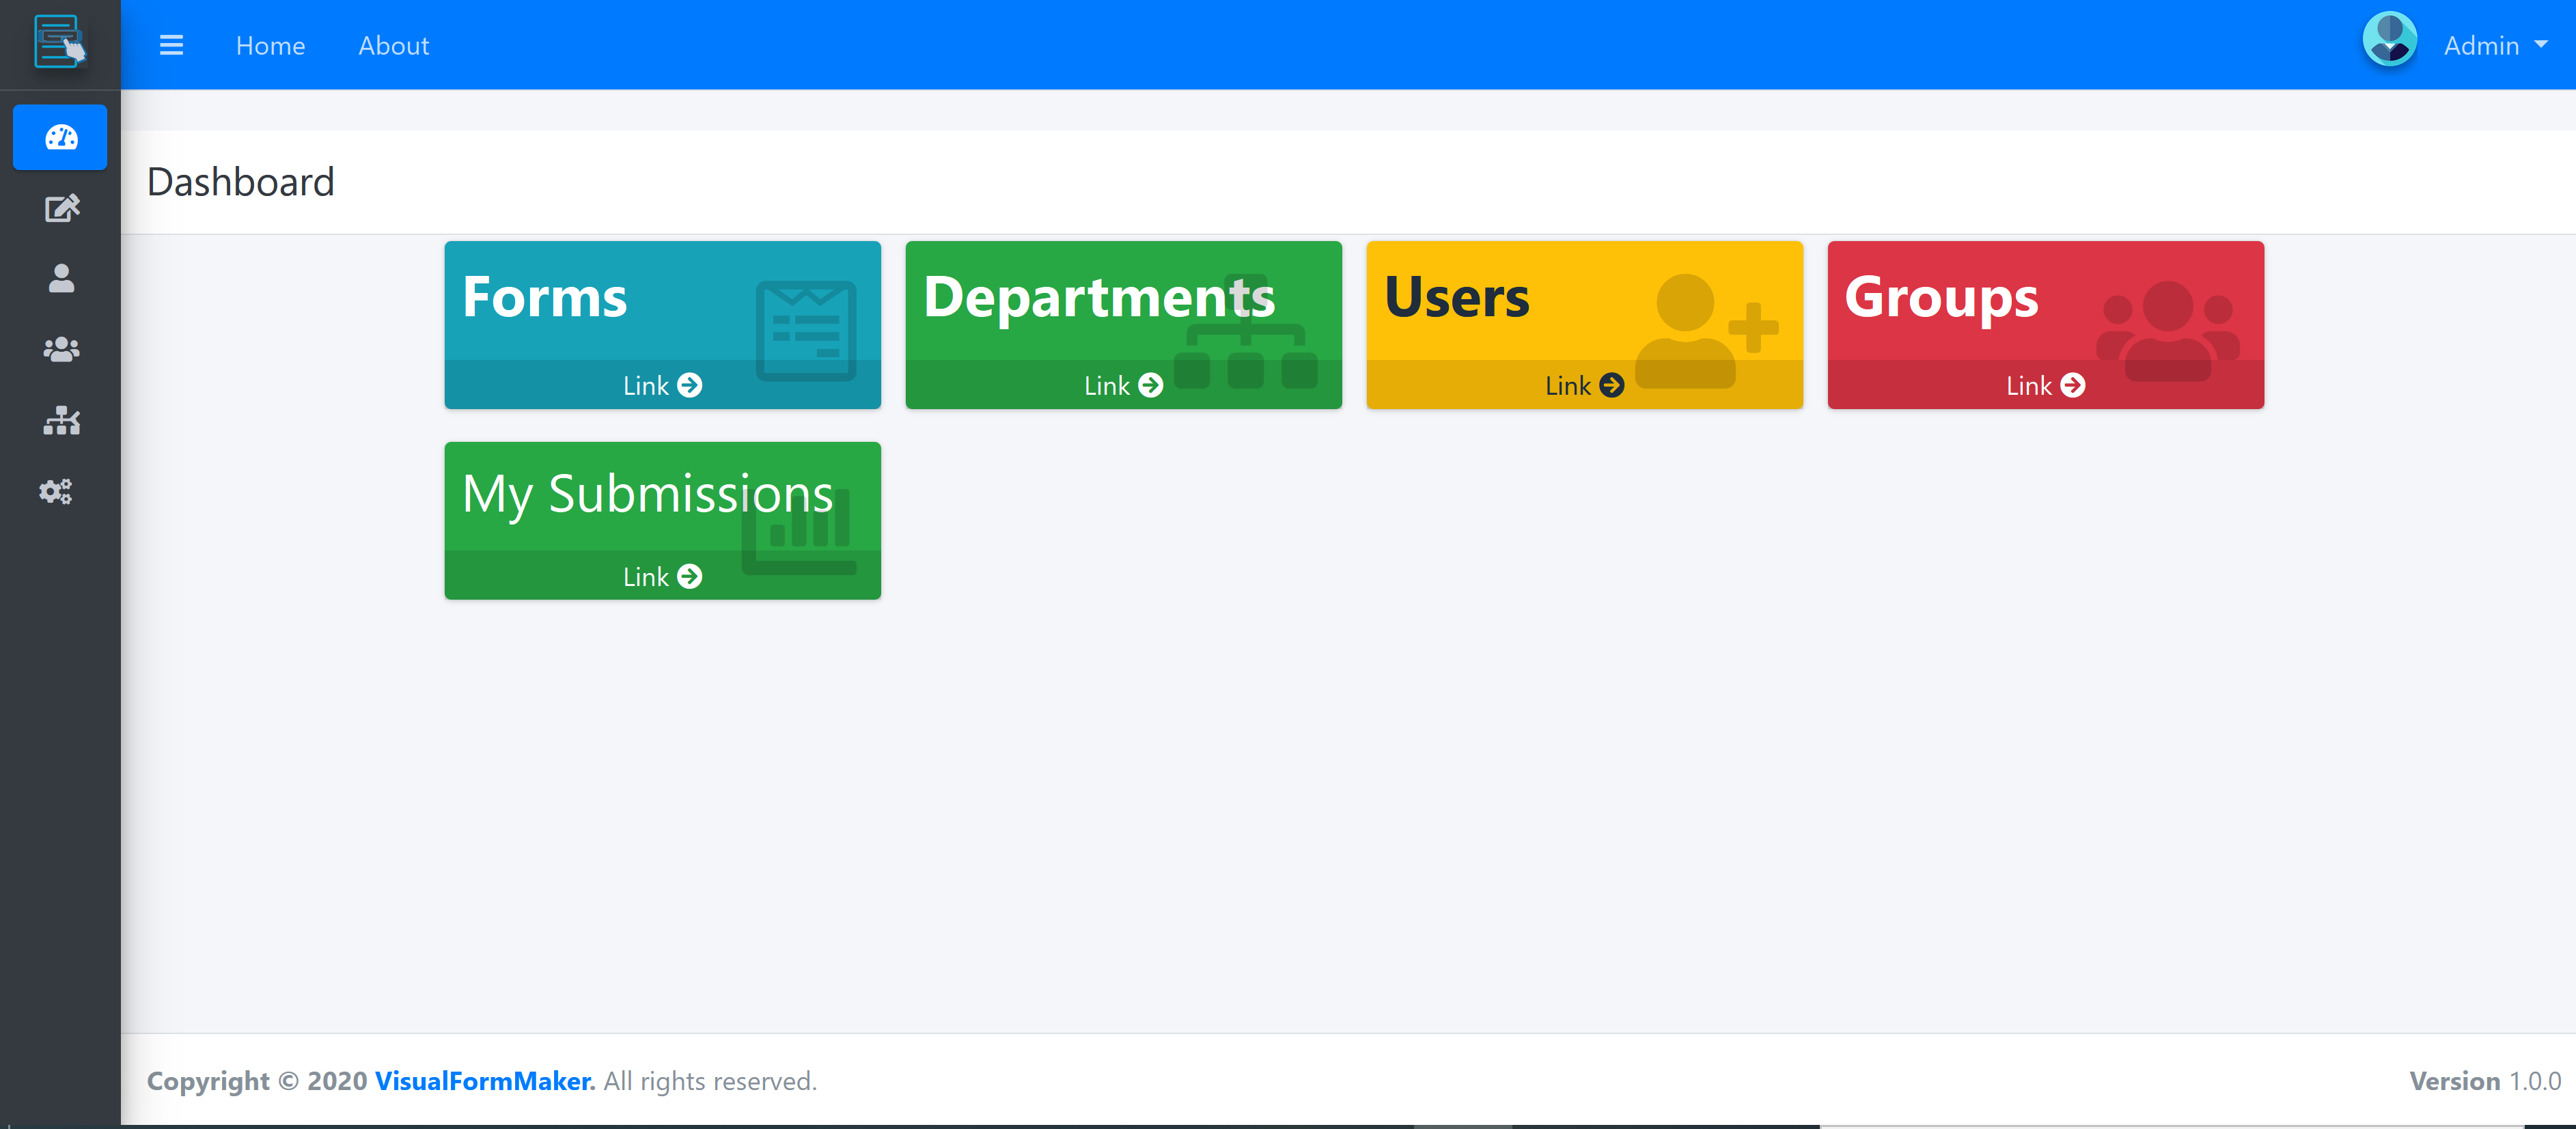 Home About Admin
Dashboard
Forms
Link
Departments
Link
Users
Link
Groups
Link
My Submissions
Link
Copyright © 2020 VisualFormMaker. All rights reserved.
Version 1.0.0